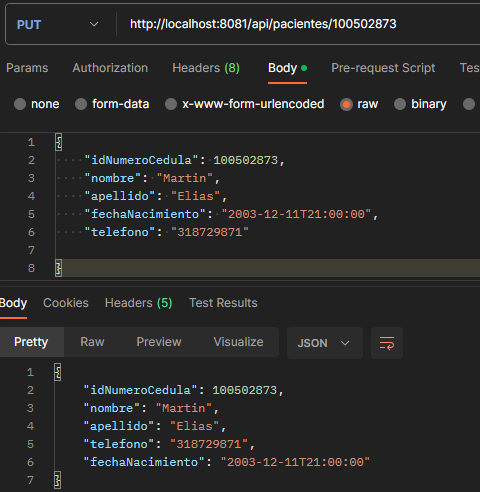 PUT http://localhost:8081/api/pacientes/100502873
Params Authorization Headers (8) Body Pre-request Script
none form-data x-www-form-urlencoded raw binary
1 {
2 "idNumeroCedula": 100502873,
3 "nombre": "Martin",
4 "apellido": "Elias",
5 "fechaNacimiento": "2003-12-11T21:00:00",
6 "telefono": "318729871"
7
8 }
Body Cookies Headers (5) Test Results
Pretty Raw Preview Visualize JSON
1 {
2 "idNumeroCedula": 100502873,
3 "nombre": "Martin",
4 "apellido": "Elias",
5 "telefono": "318729871",
6 "fechaNacimiento": "2003-12-11T21:00:00"
7 }